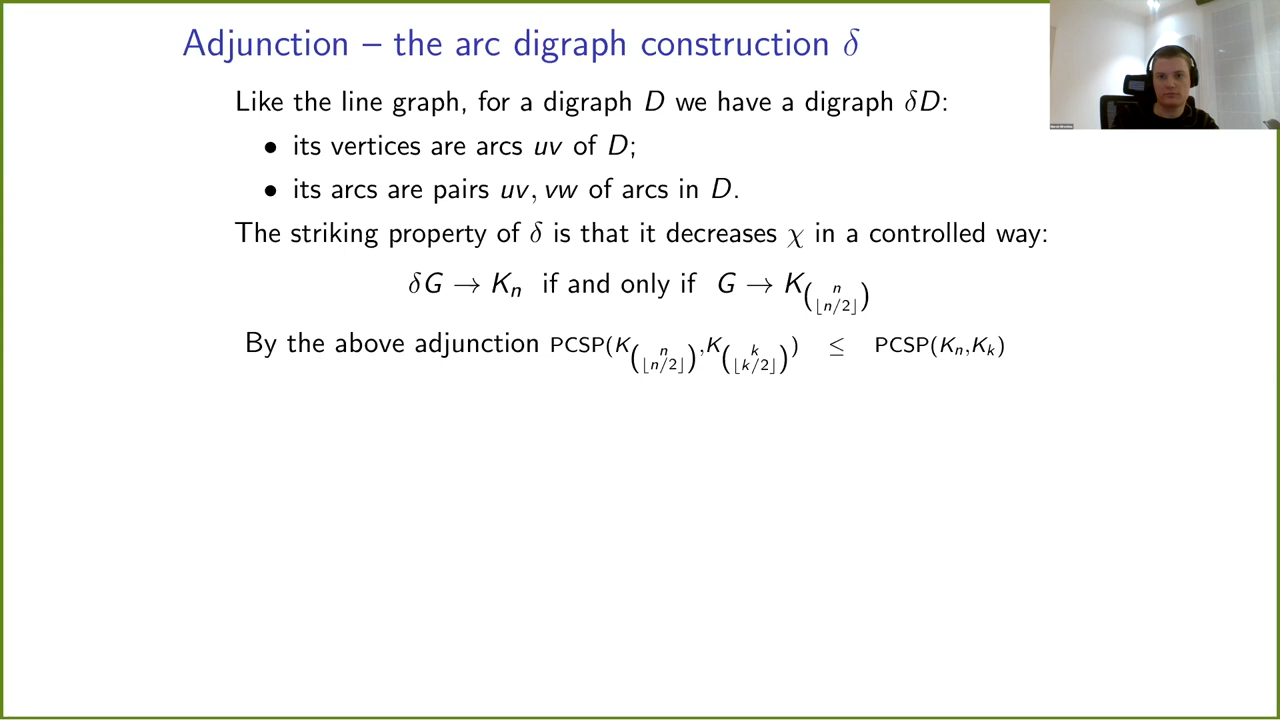 Adjunction – the arc digraph construction δ
Like the line graph, for a digraph D we have a digraph δD:
• its vertices are arcs uv of D;
• its arcs are pairs uv, vw of arcs in D.
The striking property of δ is that it decreases χ in a controlled way:
δG → K_n if and only if G → K_{\binom{n}{⌊n/2⌋}}
By the above adjunction PCSP(K_{\binom{n}{⌊n/2⌋}},K_{\binom{k}{⌊k/2⌋}}) ≤ PCSP(K_n,K_k)